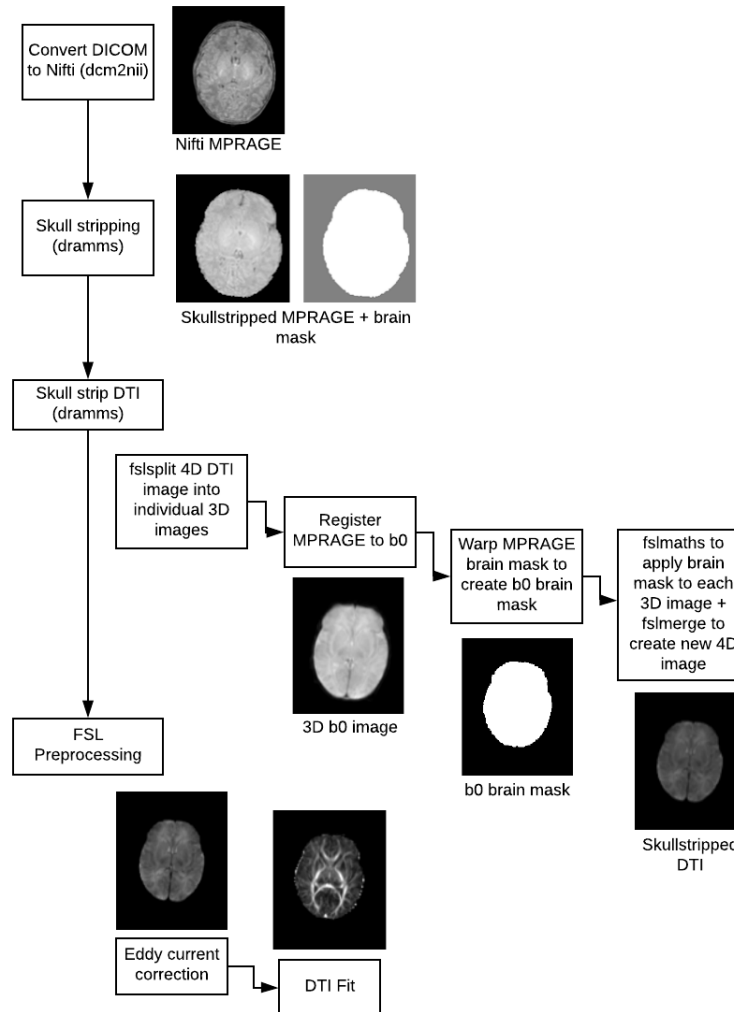 Convert DICOM
to Nifti (dcm2nii)
Nifti MPRAGE
Skull stripping
(dramms)
Skullstripped MPRAGE + brain
mask
Skull strip DTI
(dramms)
fslsplit 4D DTI
image into
individual 3D
images
Register
MPRAGE to b0
Warp MPRAGE
brain mask to
create b0 brain
mask
fslmaths to
apply brain
mask to each
3D image +
fslmerge to
create new 4D
image
3D b0 image
b0 brain mask
Skullstripped
DTI
FSL
Preprocessing
Eddy current
correction
DTI Fit